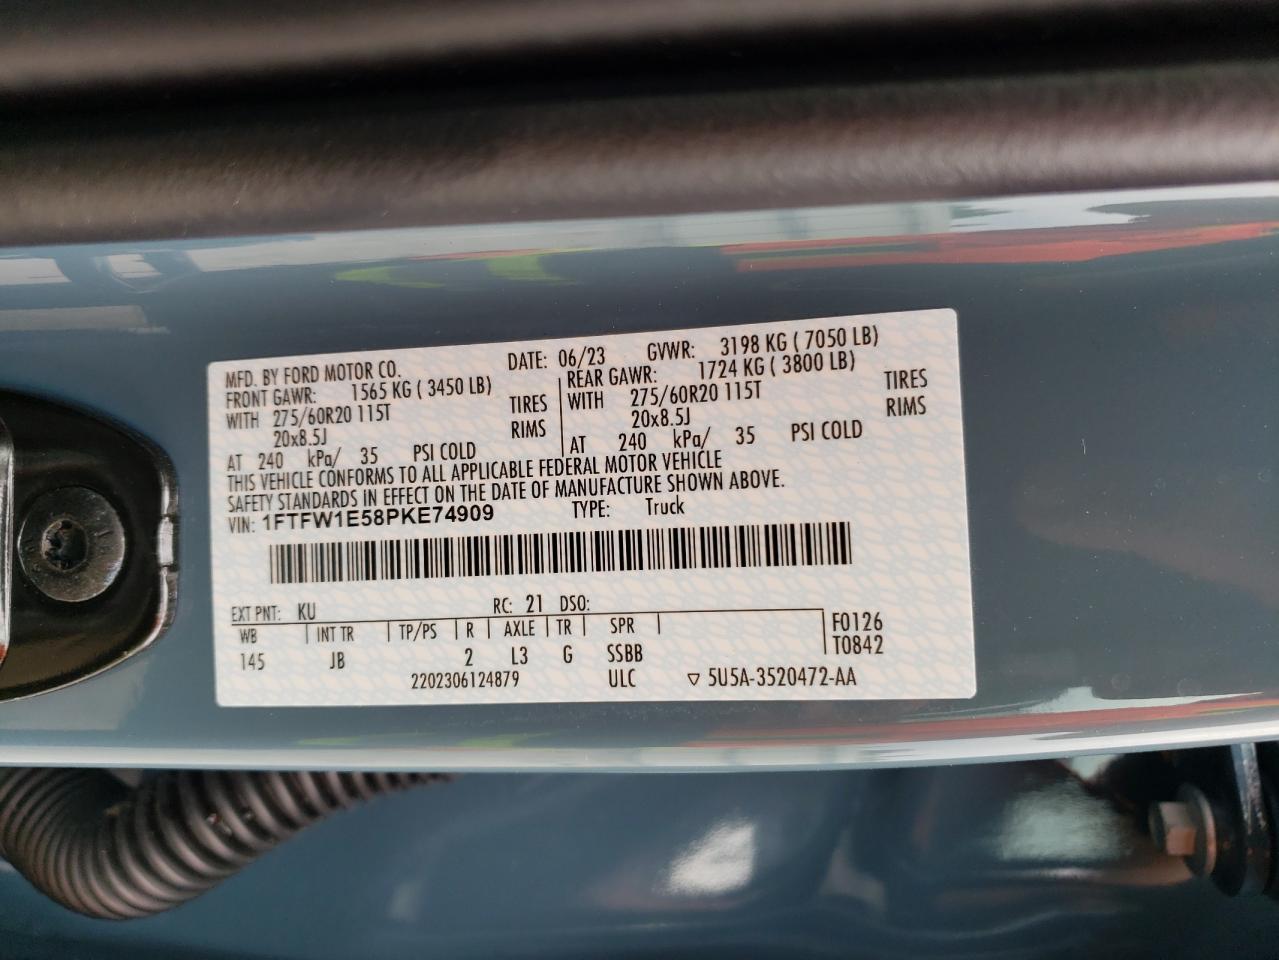 MFD. BY FORD MOTOR CO. DATE: 06/23 GVWR: 3198 KG ( 7050 LB)
FRONT GAWR: 1565 KG ( 3450 LB) REAR GAWR: 1724 KG ( 3800 LB)
WITH 275/60R20 115T TIRES WITH 275/60R20 115T TIRES
20x8.5J RIMS 20x8.5J RIMS
AT 240 kPa/ 35 PSI COLD AT 240 kPa/ 35 PSI COLD
THIS VEHICLE CONFORMS TO ALL APPLICABLE FEDERAL MOTOR VEHICLE
SAFETY STANDARDS IN EFFECT ON THE DATE OF MANUFACTURE SHOWN ABOVE.
VIN: 1FTFW1E58PKE74909 TYPE: Truck
EXT PNT: KU RC: 21 DSO:
WB INT TR TP/PS R AXLE TR SPR F0126
145 JB 2 L3 G SSBB T0842
2202306124879 ULC ▽ 5U5A-3520472-AA